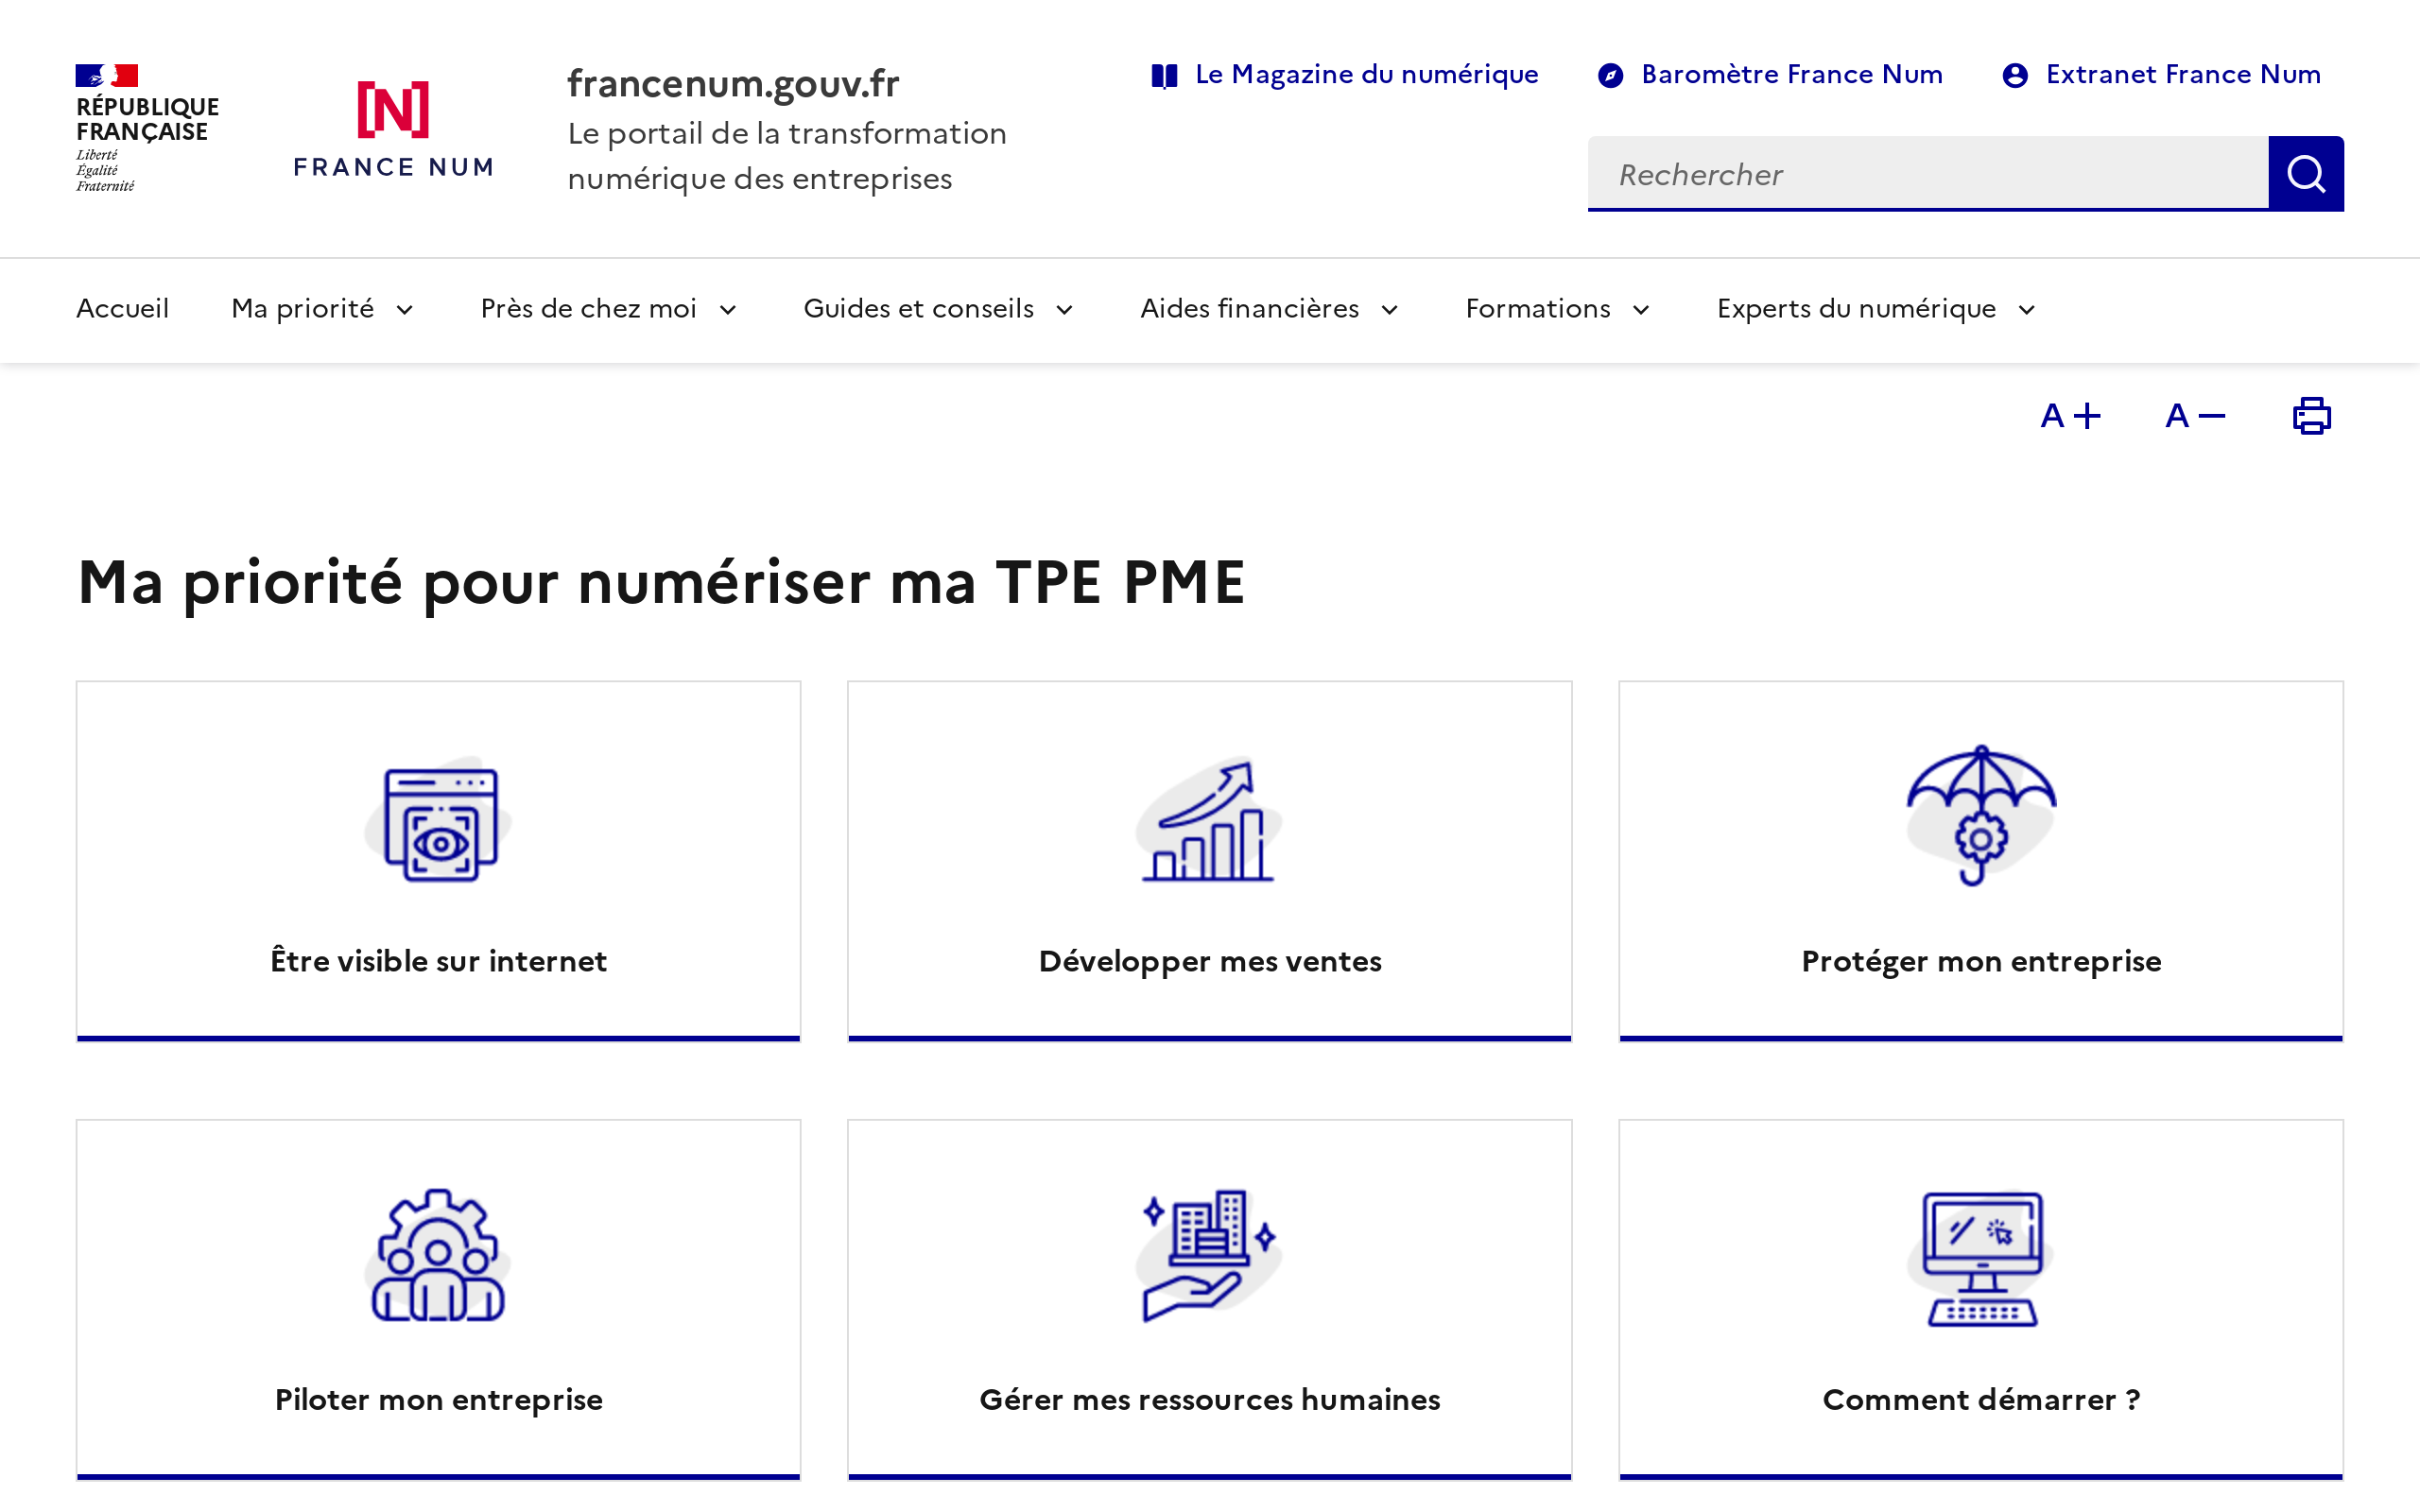 RÉPUBLIQUE
FRANÇAISE
Liberté
Égalité
Fraternité
[N]
FRANCE NUM
francenum.gouv.fr
Le portail de la transformation
numérique des entreprises
Le Magazine du numérique
Baromètre France Num
Extranet France Num
Rechercher
Accueil
Ma priorité
Près de chez moi
Guides et conseils
Aides financières
Formations
Experts du numérique
A+
A−
Ma priorité pour numériser ma TPE PME
Être visible sur internet
Développer mes ventes
Protéger mon entreprise
Piloter mon entreprise
Gérer mes ressources humaines
Comment démarrer ?